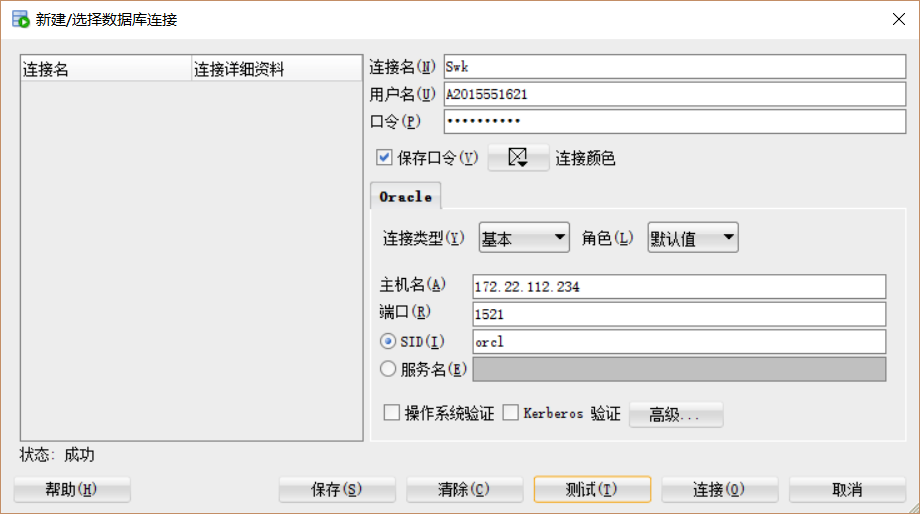 新建/选择数据库连接
连接名 连接详细资料
连接名(N) Swk
用户名(U) A2015551621
口令(P) ••••••••••
保存口令(V) 连接颜色
Oracle
连接类型(Y) 基本 角色(L) 默认值
主机名(A) 172.22.112.234
端口(R) 1521
SID(I) orcl
服务名(E)
操作系统验证 Kerberos 验证 高级...
状态: 成功
帮助(H) 保存(S) 清除(C) 测试(T) 连接(O) 取消